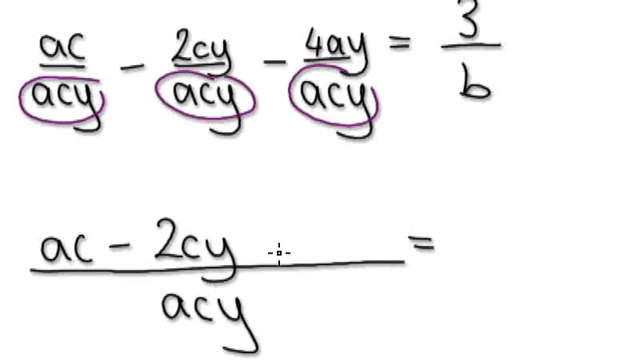 ac/acy - 2cy/acy - 4ay/acy = 3/b
(ac - 2cy)/acy =